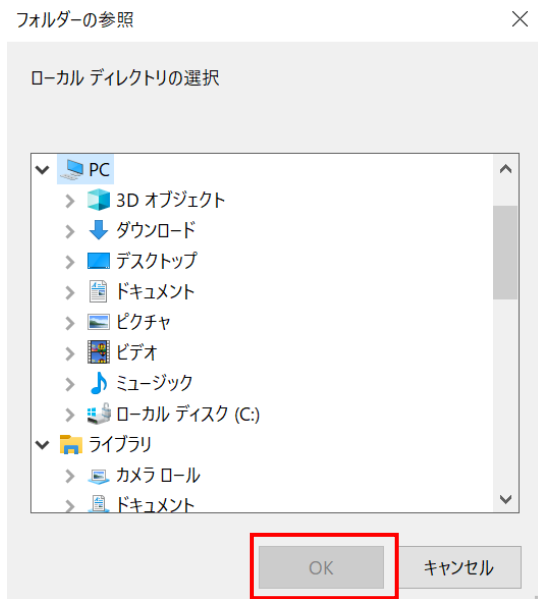 フォルダーの参照
ローカル ディレクトリの選択
PC
3D オブジェクト
ダウンロード
デスクトップ
ドキュメント
ピクチャ
ビデオ
ミュージック
ローカル ディスク (C:)
ライブラリ
カメラ ロール
ドキュメント
OK キャンセル